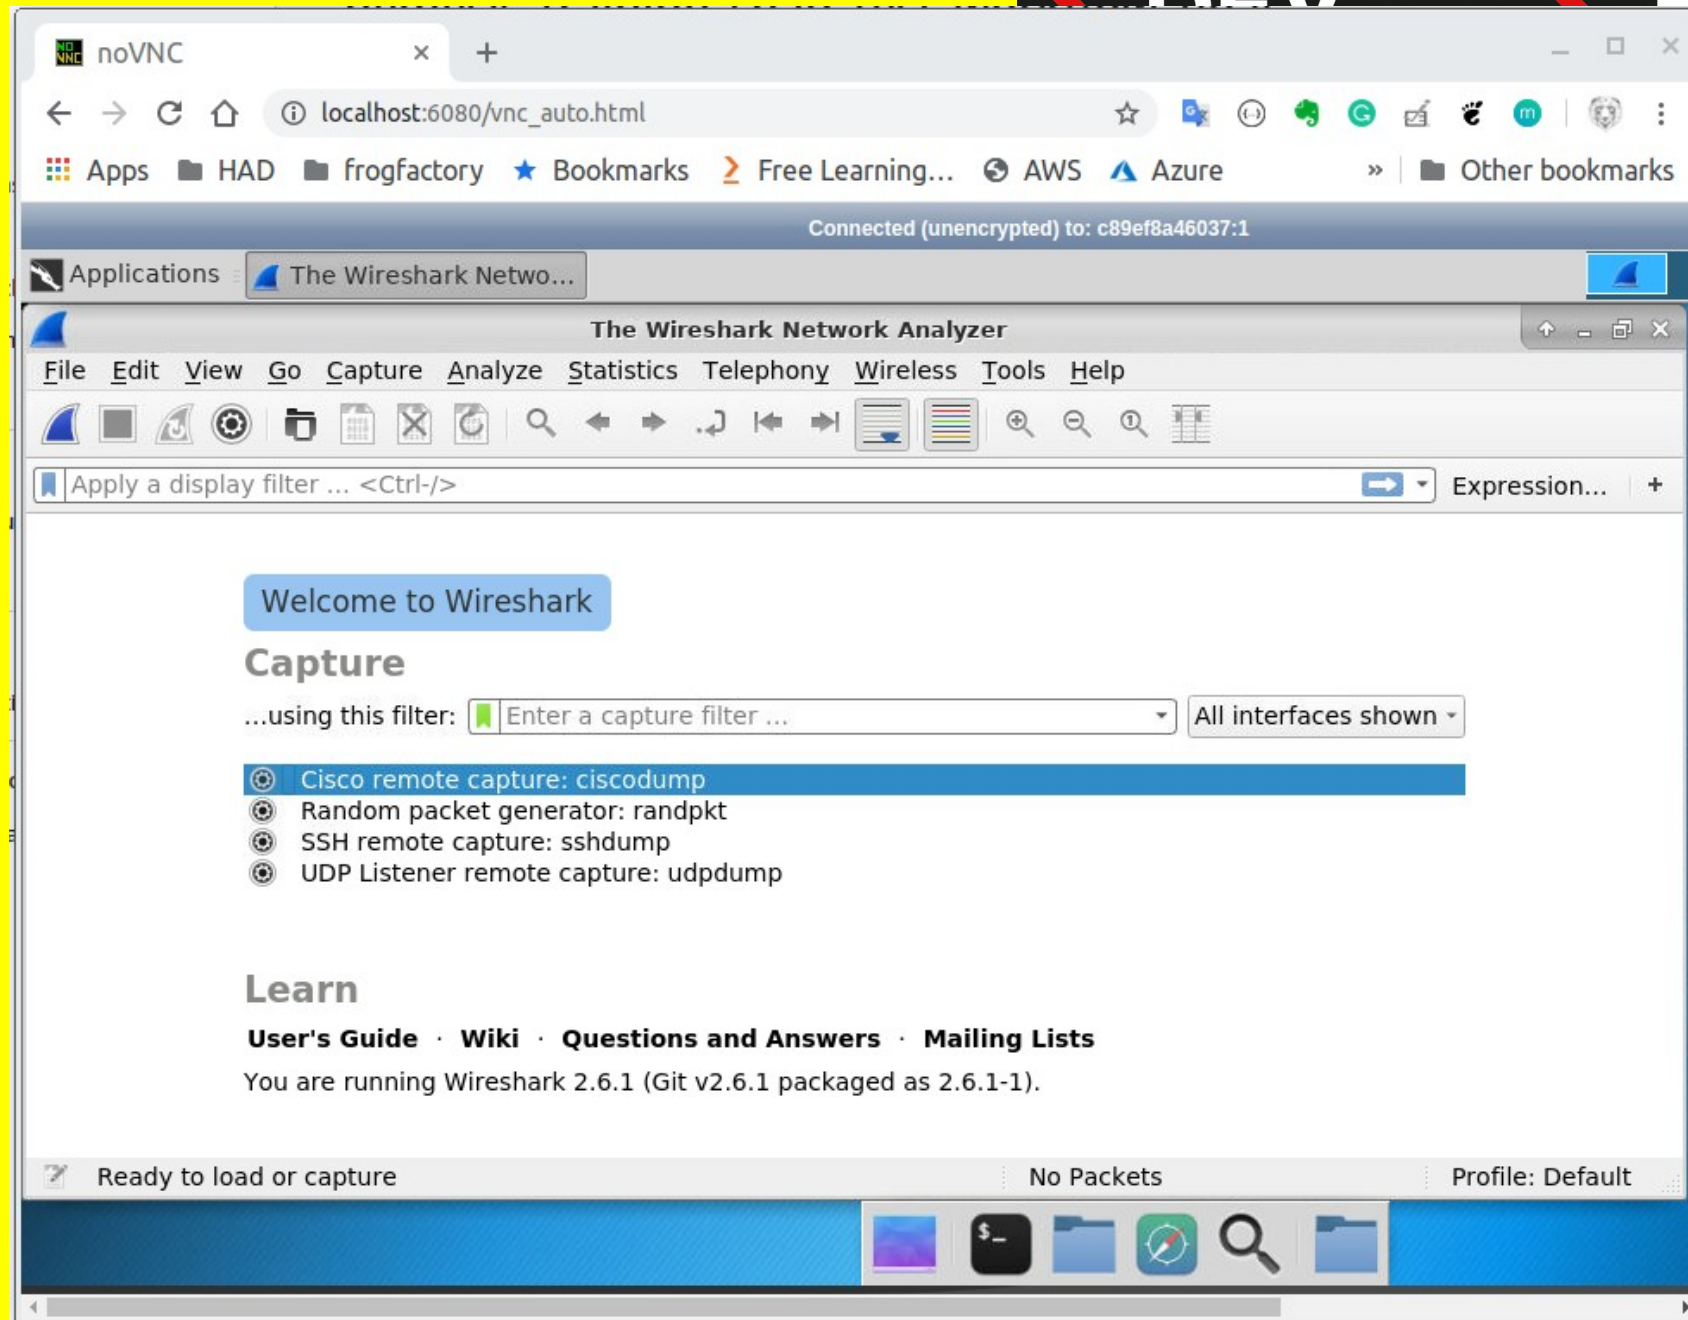 noVNC
localhost:6080/vnc_auto.html
Apps HAD frogfactory Bookmarks Free Learning... AWS Azure » Other bookmarks
Connected (unencrypted) to: c89ef8a46037:1
Applications The Wireshark Netwo...
The Wireshark Network Analyzer
File Edit View Go Capture Analyze Statistics Telephony Wireless Tools Help
Apply a display filter ... <Ctrl-/> Expression... +
Welcome to Wireshark
Capture
...using this filter: Enter a capture filter ... All interfaces shown
Cisco remote capture: ciscodump
Random packet generator: randpkt
SSH remote capture: sshdump
UDP Listener remote capture: udpdump
Learn
User's Guide · Wiki · Questions and Answers · Mailing Lists
You are running Wireshark 2.6.1 (Git v2.6.1 packaged as 2.6.1-1).
Ready to load or capture No Packets Profile: Default